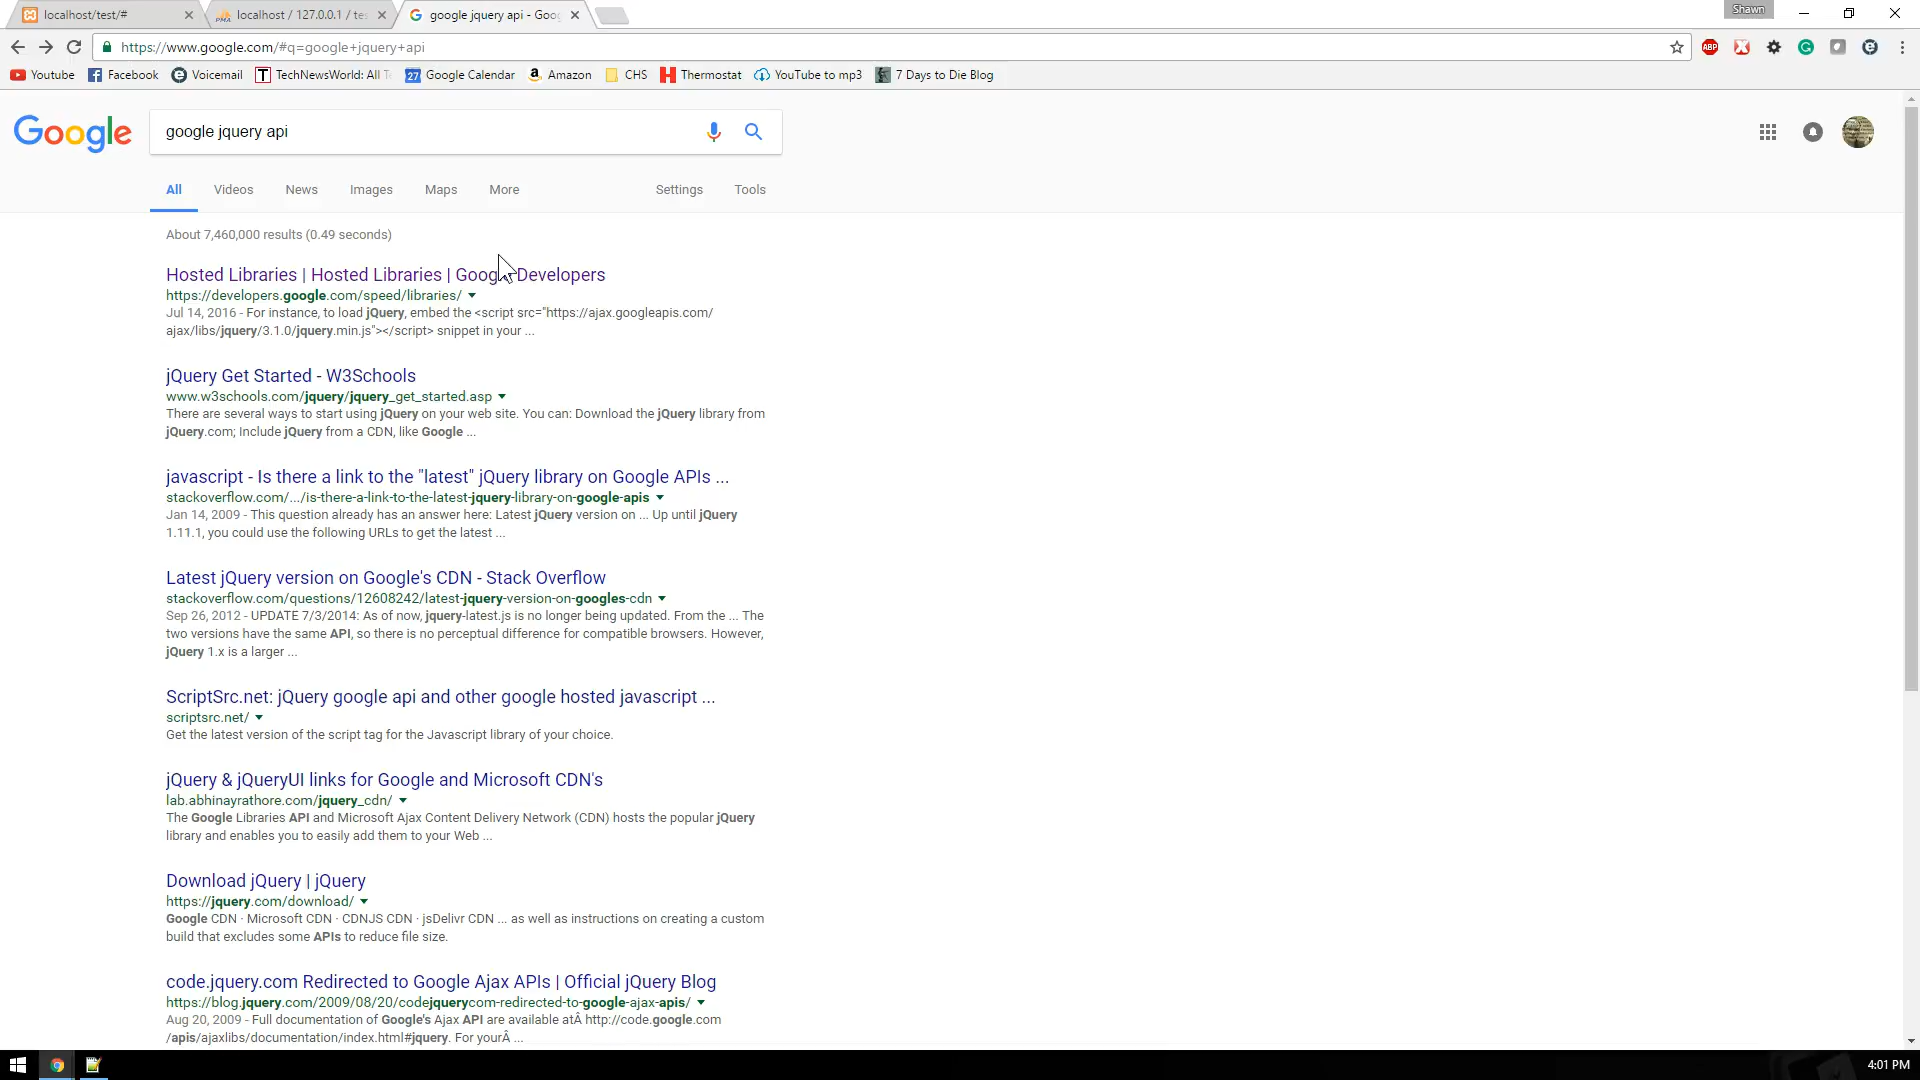 localhost/test/#
localhost / 127.0.0.1 / tes
google jquery api - Goog
Shawn
https://www.google.com/#q=google+jquery+api
ABP
Youtube
Facebook
Voicemail
TechNewsWorld: All T
27 Google Calendar
Amazon
CHS
Thermostat
YouTube to mp3
7 Days to Die Blog
Google
google jquery api
All
Videos
News
Images
Maps
More
Settings
Tools
About 7,460,000 results (0.49 seconds)
Hosted Libraries | Hosted Libraries | Goog Developers
https://developers.google.com/speed/libraries/
Jul 14, 2016 - For instance, to load jQuery, embed the <script src="https://ajax.googleapis.com/
ajax/libs/jquery/3.1.0/jquery.min.js"></script> snippet in your ...
jQuery Get Started - W3Schools
www.w3schools.com/jquery/jquery_get_started.asp
There are several ways to start using jQuery on your web site. You can: Download the jQuery library from
jQuery.com; Include jQuery from a CDN, like Google ...
javascript - Is there a link to the "latest" jQuery library on Google APIs ...
stackoverflow.com/.../is-there-a-link-to-the-latest-jquery-library-on-google-apis
Jan 14, 2009 - This question already has an answer here: Latest jQuery version on ... Up until jQuery
1.11.1, you could use the following URLs to get the latest ...
Latest jQuery version on Google's CDN - Stack Overflow
stackoverflow.com/questions/12608242/latest-jquery-version-on-googles-cdn
Sep 26, 2012 - UPDATE 7/3/2014: As of now, jquery-latest.js is no longer being updated. From the ... The
two versions have the same API, so there is no perceptual difference for compatible browsers. However,
jQuery 1.x is a larger ...
ScriptSrc.net: jQuery google api and other google hosted javascript ...
scriptsrc.net/
Get the latest version of the script tag for the Javascript library of your choice.
jQuery & jQueryUI links for Google and Microsoft CDN's
lab.abhinayrathore.com/jquery_cdn/
The Google Libraries API and Microsoft Ajax Content Delivery Network (CDN) hosts the popular jQuery
library and enables you to easily add them to your Web ...
Download jQuery | jQuery
https://jquery.com/download/
Google CDN · Microsoft CDN · CDNJS CDN · jsDelivr CDN ... as well as instructions on creating a custom
build that excludes some APIs to reduce file size.
code.jquery.com Redirected to Google Ajax APIs | Official jQuery Blog
https://blog.jquery.com/2009/08/20/codejquerycom-redirected-to-google-ajax-apis/
Aug 20, 2009 - Full documentation of Google's Ajax API are available atÂ http://code.google.com
/apis/ajaxlibs/documentation/index.html#jquery. For yourÂ ...
4:01 PM